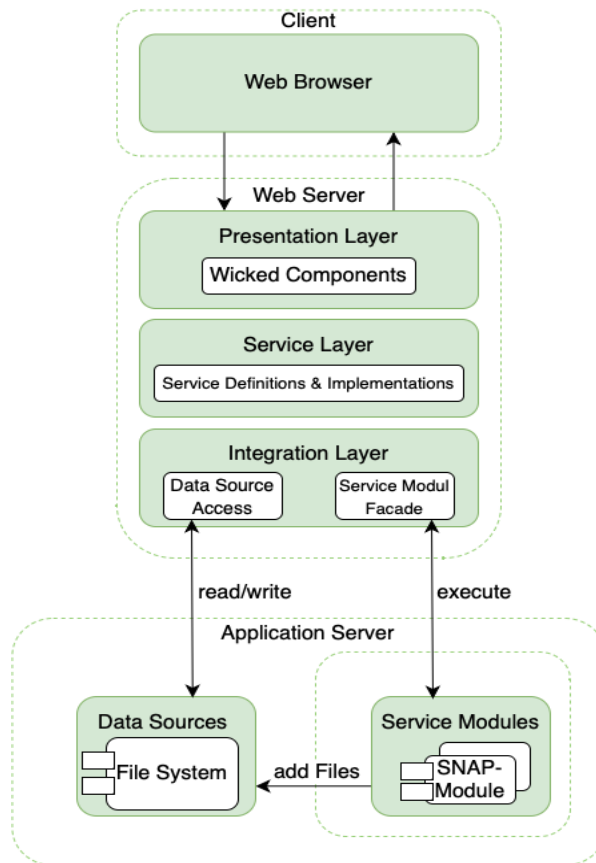 Client
Web Browser
Web Server
Presentation Layer
Wicked Components
Service Layer
Service Definitions & Implementations
Integration Layer
Data Source
Access
Service Modul
Facade
read/write
execute
Application Server
Data Sources
File System
add Files
Service Modules
SNAP-
Module